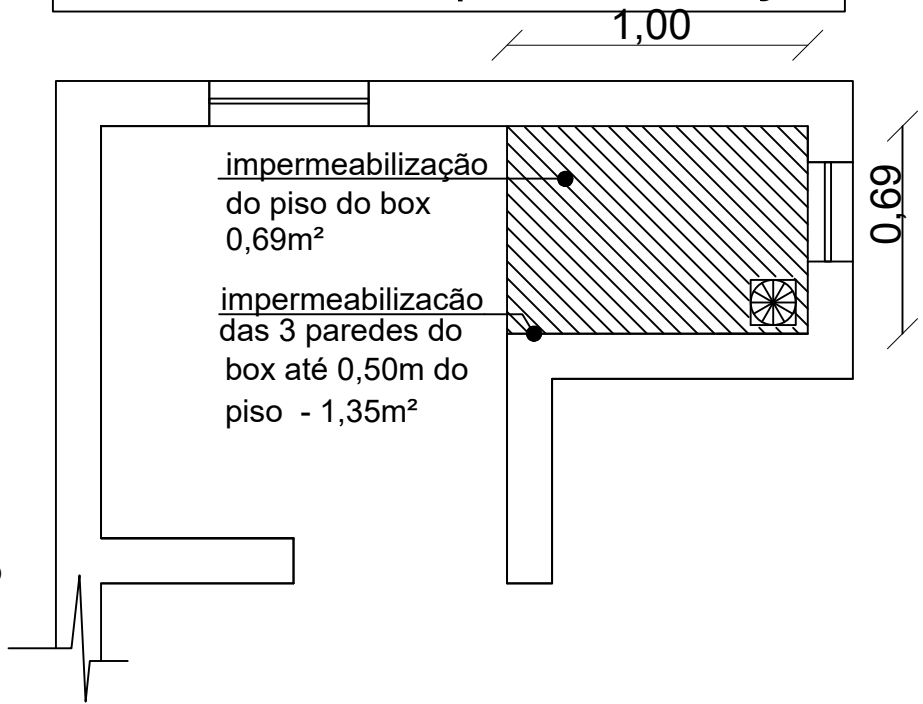 1,00
impermeabilização
do piso do box
0,69m²
0,69
impermeabilizacão
das 3 paredes do
box até 0,50m do
piso - 1,35m²